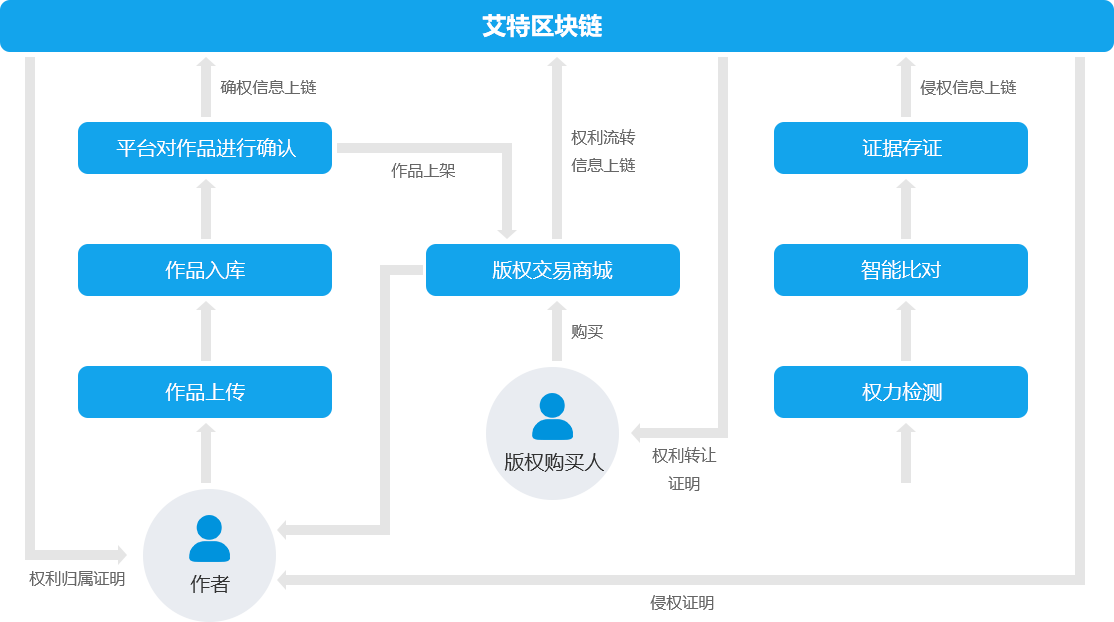 艾特区块链
确权信息上链
侵权信息上链
平台对作品进行确认
作品上架
权利流转
信息上链
证据存证
作品入库
版权交易商城
智能比对
购买
作品上传
权力检测
版权购买人
权利转让
证明
作者
权利归属证明
侵权证明